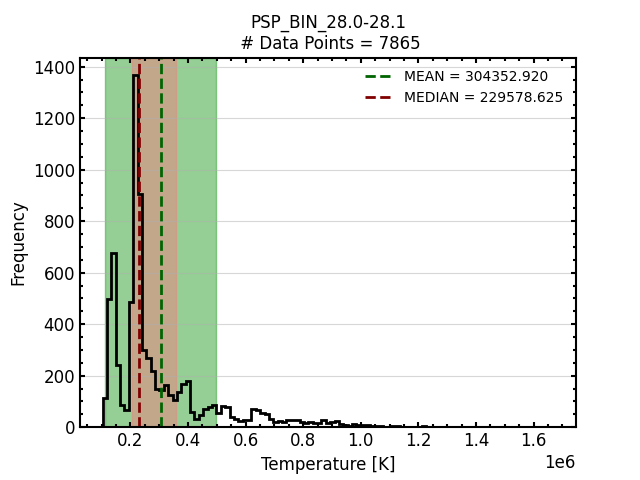 PSP_BIN_28.0-28.1
# Data Points = 7865
MEAN = 304352.920
MEDIAN = 229578.625
Frequency
1400
1200
1000
800
600
400
200
0
0.2 0.4 0.6 0.8 1.0 1.2 1.4 1.6
1e6
Temperature [K]